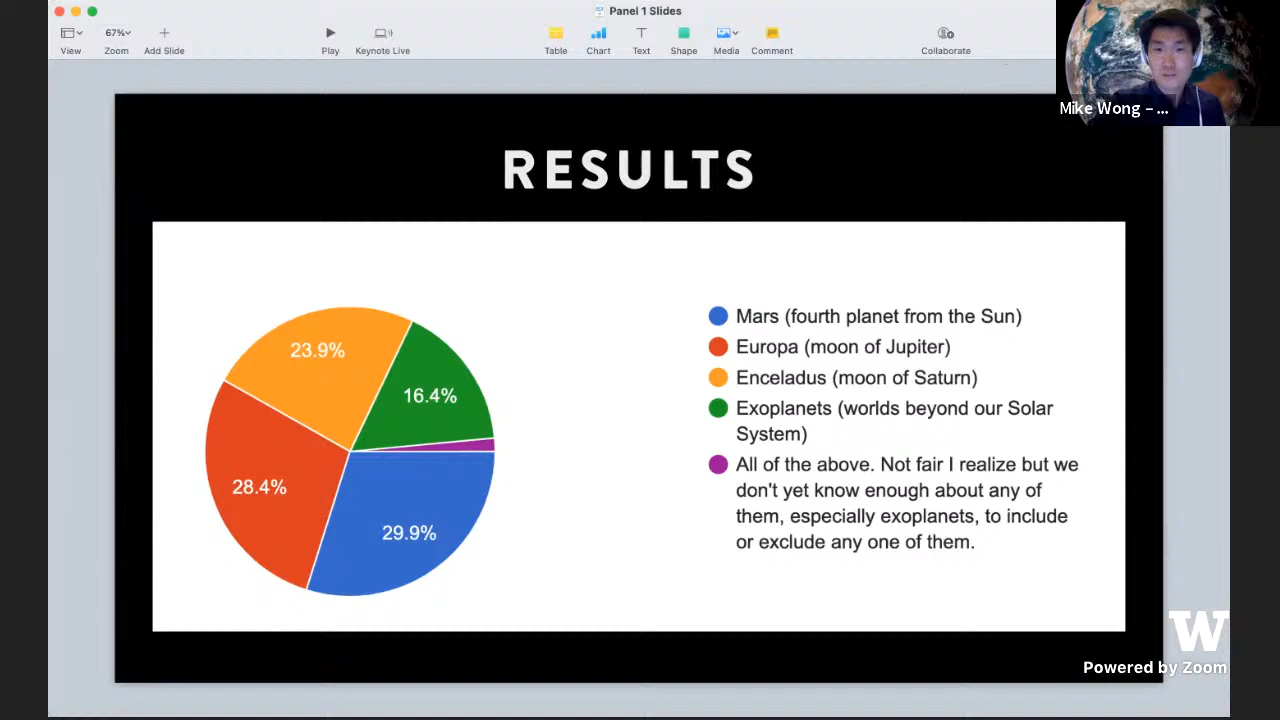 Panel 1 Slides
67%
View
Zoom
Add Slide
Play
Keynote Live
Table
Chart
Text
Shape
Media
Comment
Collaborate
Mike Wong – ...
RESULTS
23.9%
16.4%
28.4%
29.9%
Mars (fourth planet from the Sun)
Europa (moon of Jupiter)
Enceladus (moon of Saturn)
Exoplanets (worlds beyond our Solar
System)
All of the above. Not fair I realize but we
don't yet know enough about any of
them, especially exoplanets, to include
or exclude any one of them.
W
Powered by Zoom